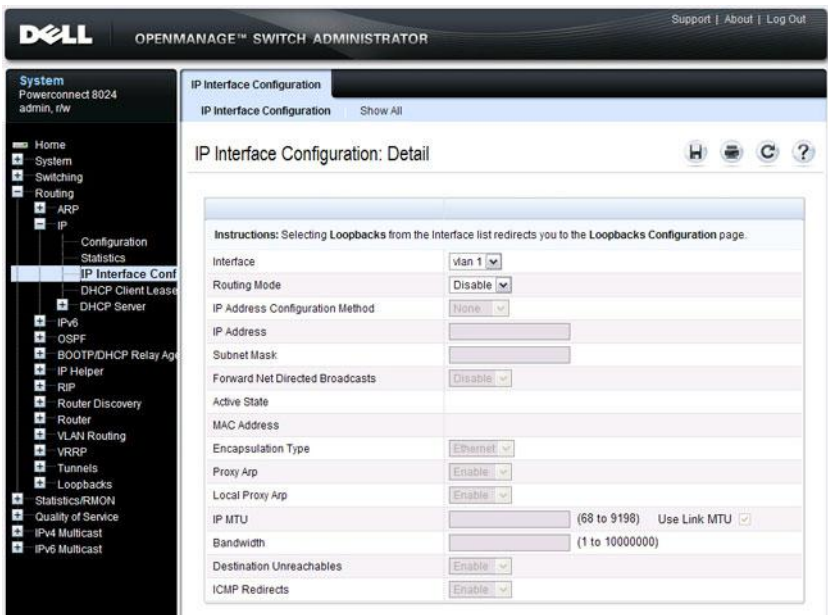 Support | About | Log Out
DELL OPENMANAGE™ SWITCH ADMINISTRATOR
System
Powerconnect 8024
admin, r/w
Home
System
Switching
Routing
ARP
IP
Configuration
Statistics
IP Interface Conf
DHCP Client Lease
DHCP Server
IPv6
OSPF
BOOTP/DHCP Relay Age
IP Helper
RIP
Router Discovery
Router
VLAN Routing
VRRP
Tunnels
Loopbacks
Statistics/RMON
Quality of Service
IPv4 Multicast
IPv6 Multicast
IP Interface Configuration
IP Interface Configuration Show All
IP Interface Configuration: Detail
Instructions: Selecting Loopbacks from the Interface list redirects you to the Loopbacks Configuration page.
Interface vlan 1
Routing Mode Disable
IP Address Configuration Method None
IP Address
Subnet Mask
Forward Net Directed Broadcasts Disable
Active State
MAC Address
Encapsulation Type Ethernet
Proxy Arp Enable
Local Proxy Arp Enable
IP MTU (68 to 9198) Use Link MTU
Bandwidth (1 to 10000000)
Destination Unreachables Enable
ICMP Redirects Enable